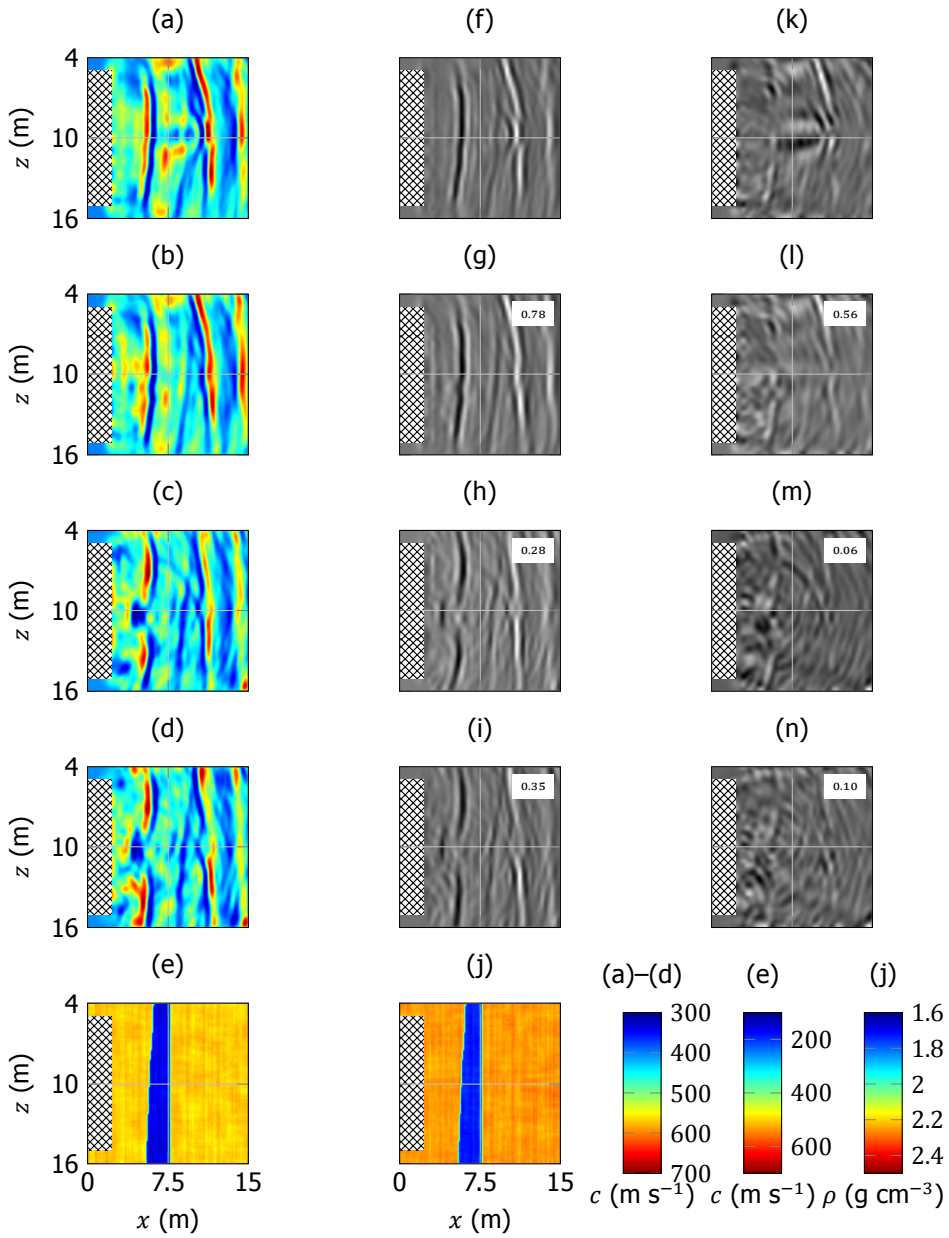 (a) (f) (k)
4
z (m) 10
16
(b) (g) (l)
4 0.78 0.56
z (m) 10
16
(c) (h) (m)
4 0.28 0.06
z (m) 10
16
(d) (i) (n)
4 0.35 0.10
z (m) 10
16
(e) (j) (a)–(d) (e) (j)
4 300 200 1.6
400 1.8
z (m) 10 500 400 2
600 600 2.2
16 700 2.4
0 7.5 15 0 7.5 15 c (m s⁻¹) c (m s⁻¹) ρ (g cm⁻³)
x (m) x (m)